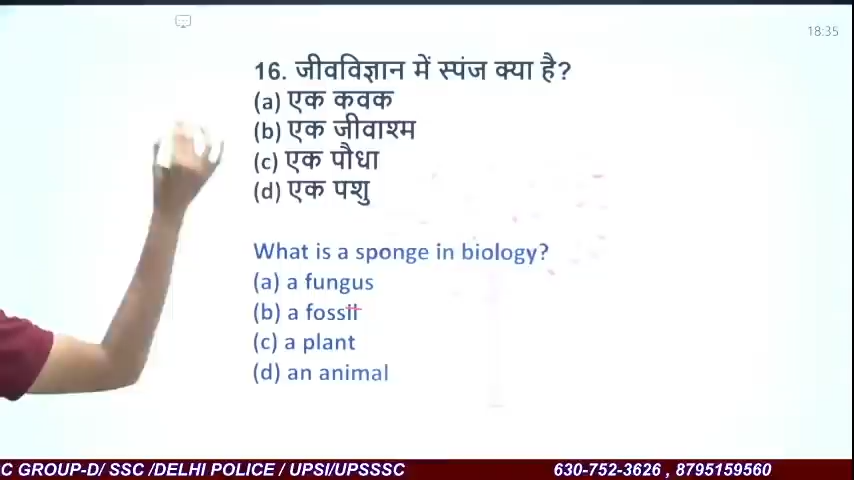 18:35
16. जीवविज्ञान में स्पंज क्या है?
(a) एक कवक
(b) एक जीवाश्म
(c) एक पौधा
(d) एक पशु
What is a sponge in biology?
(a) a fungus
(b) a fossil
(c) a plant
(d) an animal
C GROUP-D/ SSC /DELHI POLICE / UPSI/UPSSSC 630-752-3626 , 8795159560